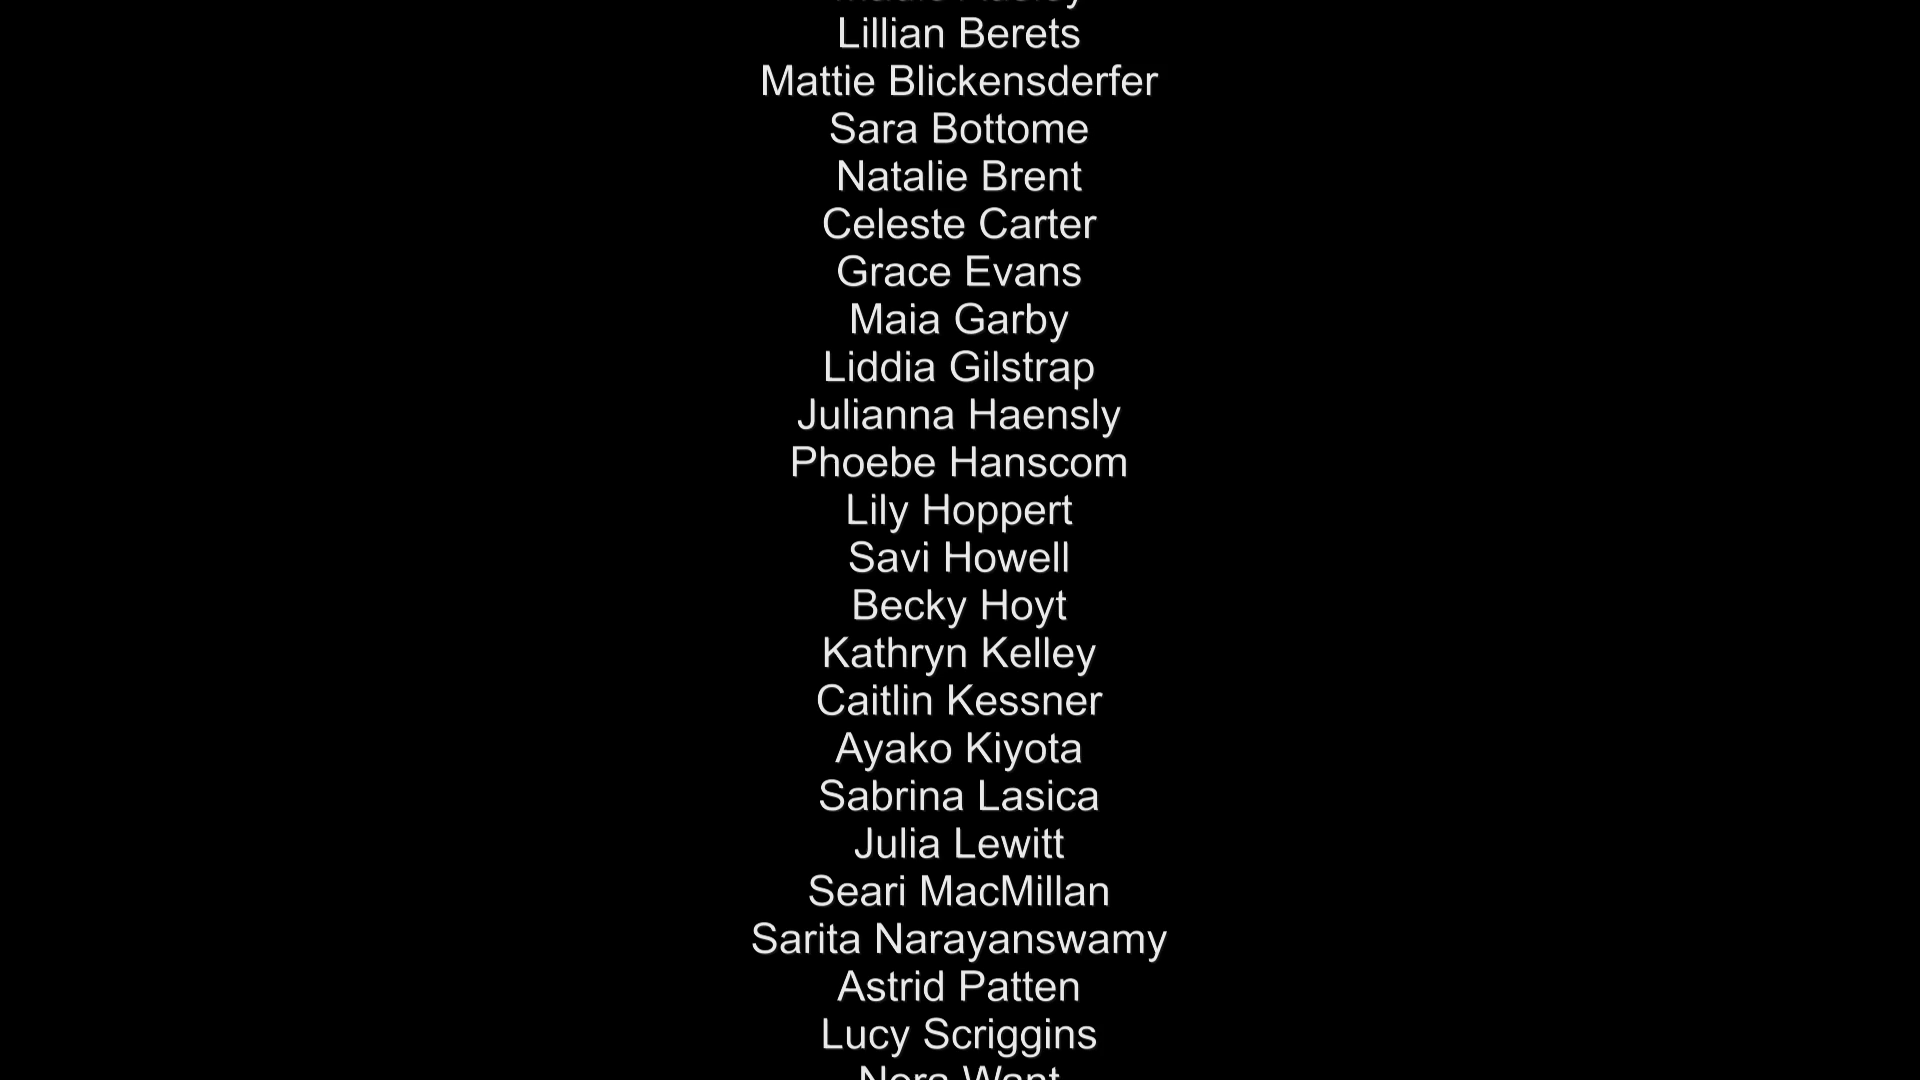 Lillian Berets
Mattie Blickensderfer
Sara Bottome
Natalie Brent
Celeste Carter
Grace Evans
Maia Garby
Liddia Gilstrap
Julianna Haensly
Phoebe Hanscom
Lily Hoppert
Savi Howell
Becky Hoyt
Kathryn Kelley
Caitlin Kessner
Ayako Kiyota
Sabrina Lasica
Julia Lewitt
Seari MacMillan
Sarita Narayanswamy
Astrid Patten
Lucy Scriggins